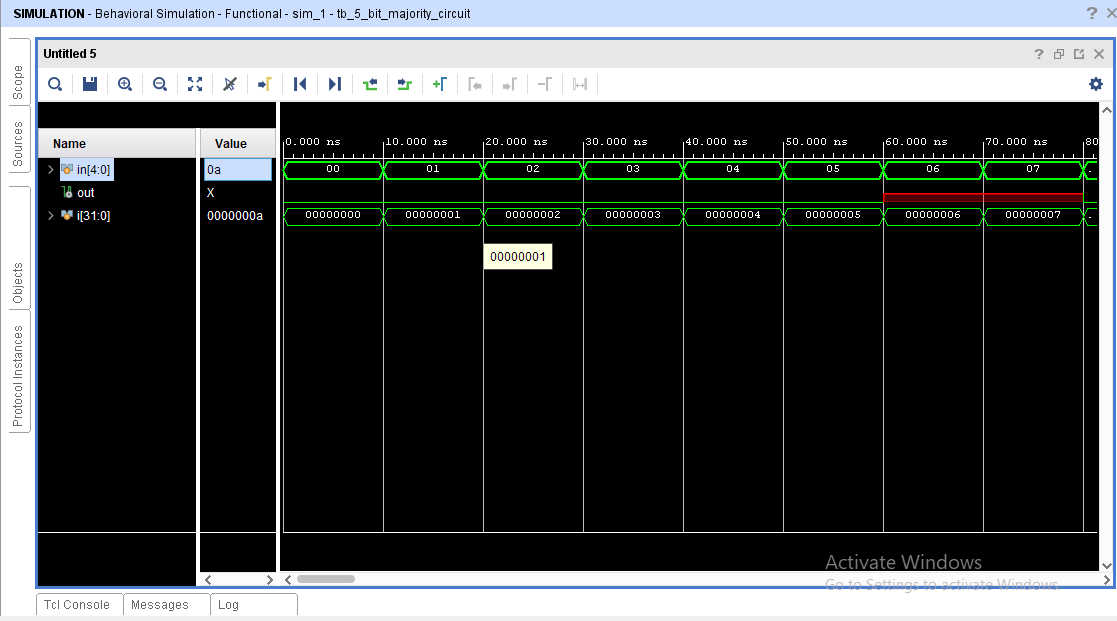 SIMULATION - Behavioral Simulation - Functional - sim_1 - tb_5_bit_majority_circuit
?
Untitled 5
?
Scope
Sources
Objects
Protocol Instances
Name Value
in[4:0] 0a
out X
i[31:0] 0000000a
0.000 ns 10.000 ns 20.000 ns 30.000 ns 40.000 ns 50.000 ns 60.000 ns 70.000 ns 80
00 01 02 03 04 05 06 07 .
00000000 00000001 00000002 00000003 00000004 00000005 00000006 00000007 .
00000001
Activate Windows
Go to Settings to activate Windows.
Tcl Console Messages Log